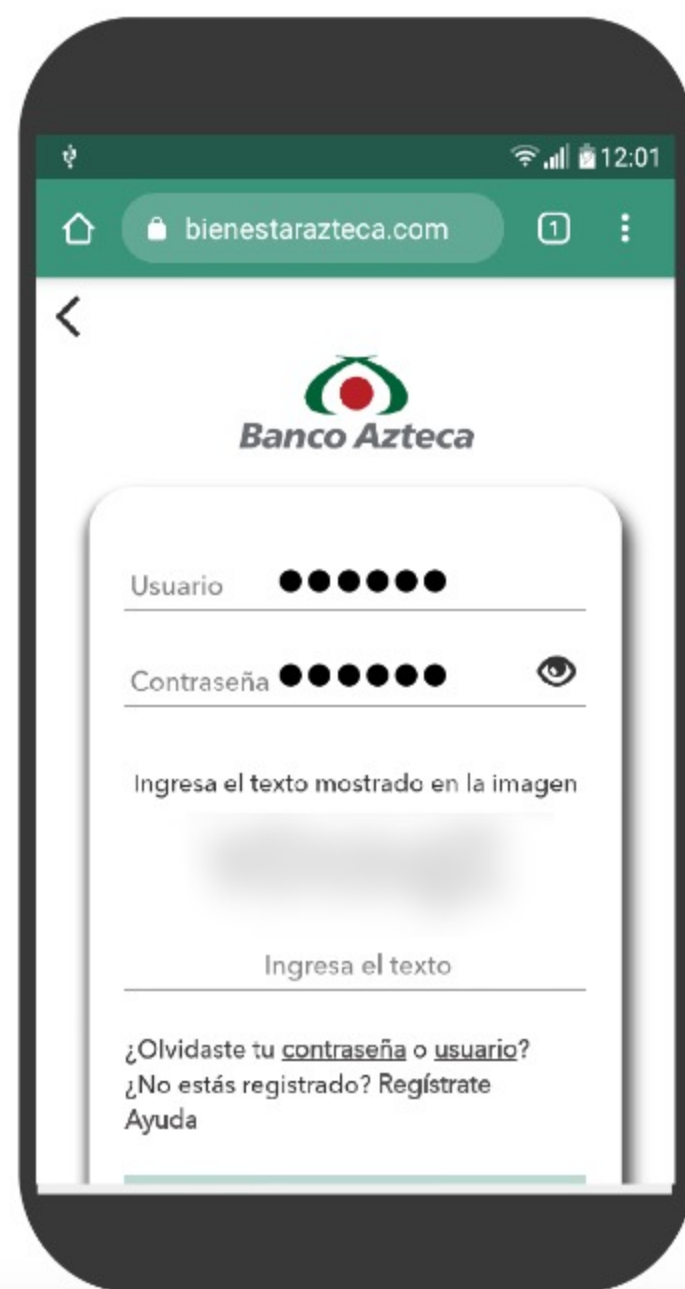 12:01
bienestarazteca.com 1
Banco Azteca
Usuario ●●●●●●
Contraseña ●●●●●●
Ingresa el texto mostrado en la imagen
Ingresa el texto
¿Olvidaste tu contraseña o usuario?
¿No estás registrado? Regístrate
Ayuda